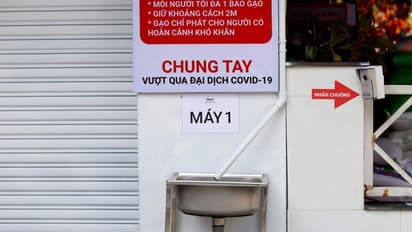 • MỖI NGƯỜI TỐI ĐA 1 BAO GẠO
• GIỮ KHOẢNG CÁCH 2M
• GẠO CHỈ PHÁT CHO NGƯỜI CÓ
HOÀN CẢNH KHÓ KHĂN
CHUNG TAY
VƯỢT QUA ĐẠI DỊCH COVID-19
MÁY 1
NHẤN CHUÔNG